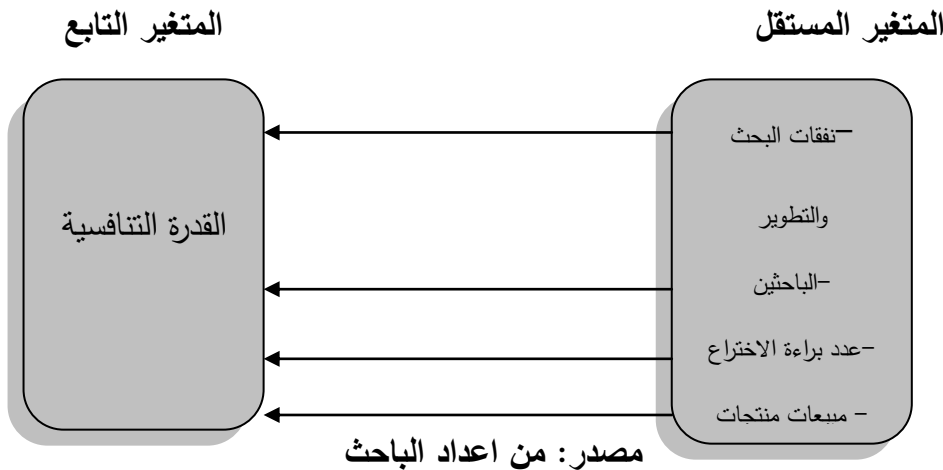 المتغير المستقل
المتغير التابع
–نفقات البحث
والتطوير
-الباحثين
-عدد براءة الاختراع
- مبيعات منتجات
القدرة التنافسية
مصدر: من اعداد الباحث